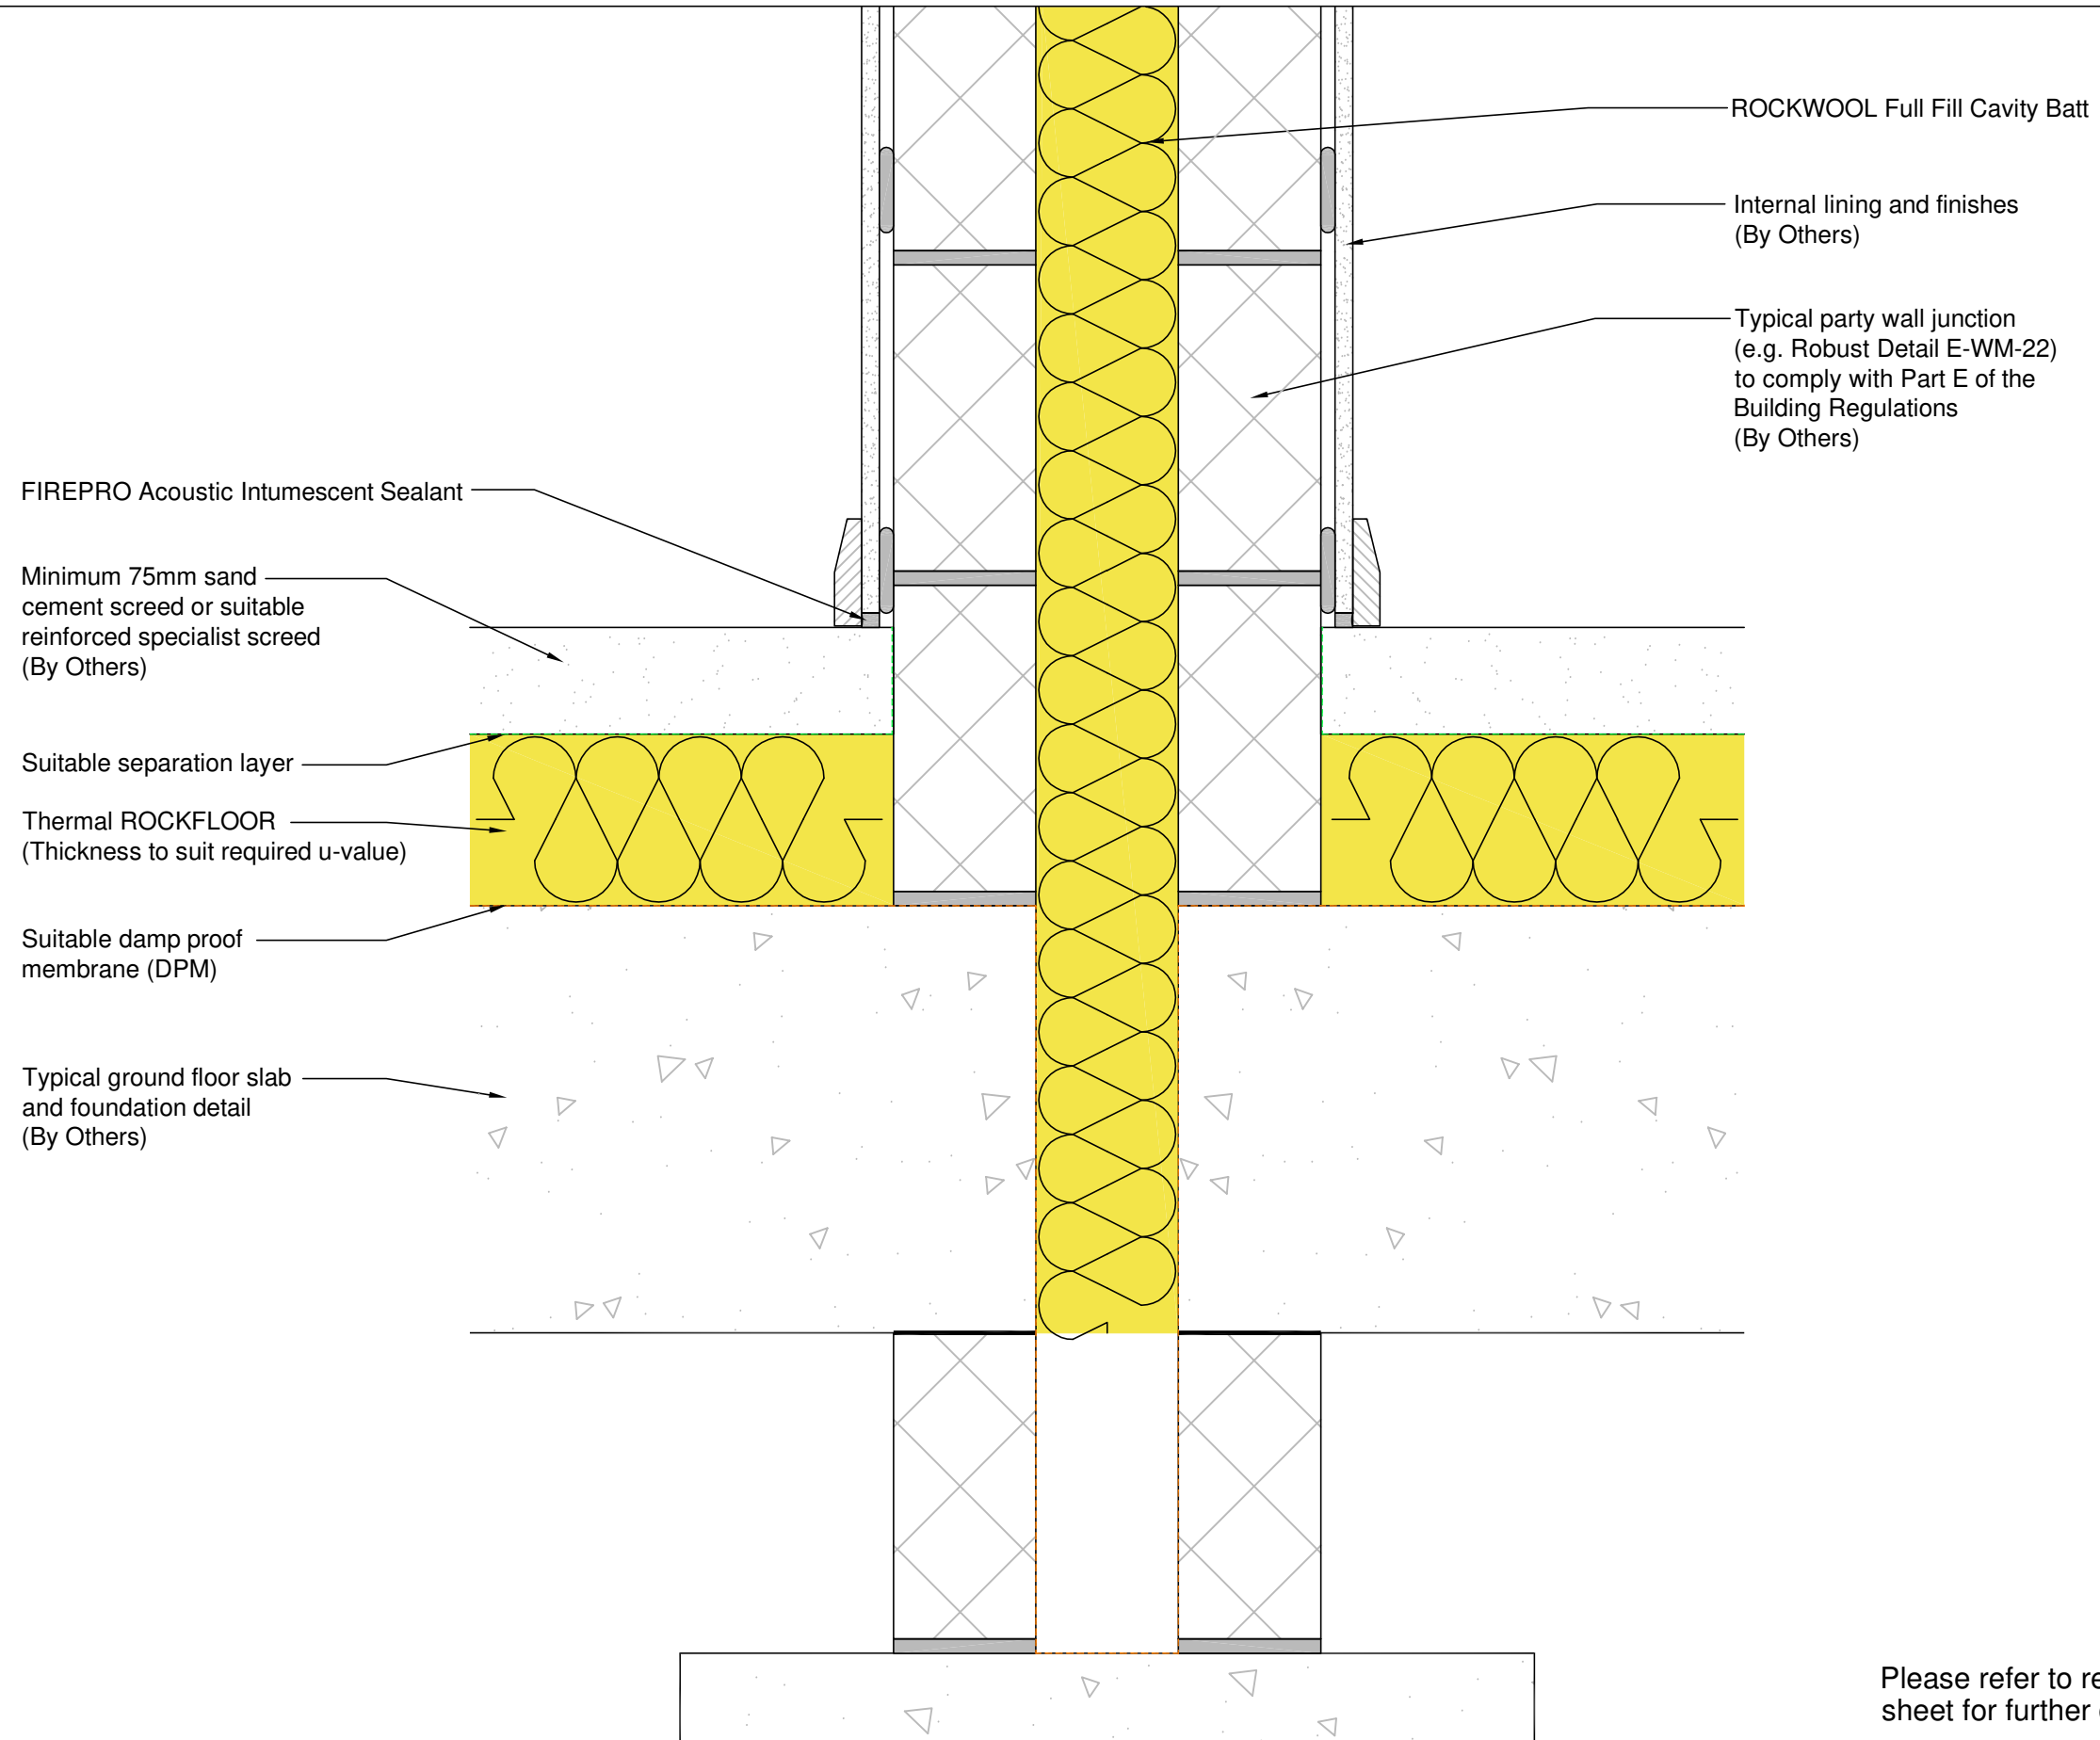 ROCKWOOL Full Fill Cavity Batt
Internal lining and finishes
(By Others)
Typical party wall junction
(e.g. Robust Detail E-WM-22)
to comply with Part E of the
Building Regulations
(By Others)
FIREPRO Acoustic Intumescent Sealant
Minimum 75mm sand
cement screed or suitable
reinforced specialist screed
(By Others)
Suitable separation layer
Thermal ROCKFLOOR
(Thickness to suit required u-value)
Suitable damp proof
membrane (DPM)
Typical ground floor slab
and foundation detail
(By Others)
Please refer to
sheet for further